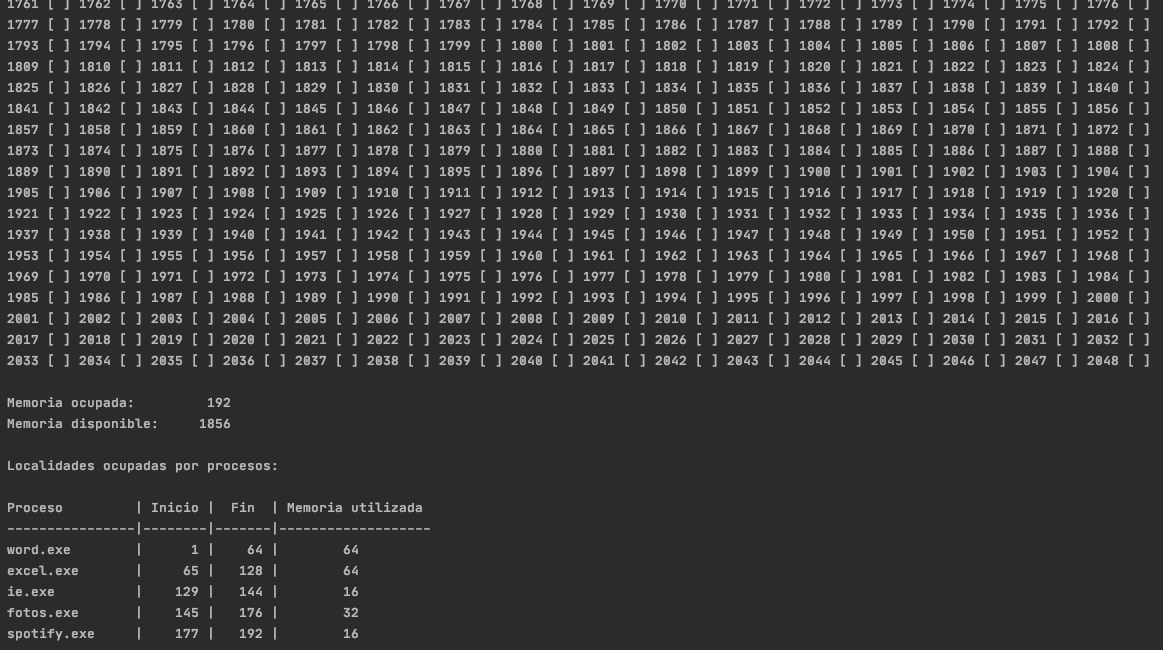 1761 [ ] 1762 [ ] 1763 [ ] 1764 [ ] 1765 [ ] 1766 [ ] 1767 [ ] 1768 [ ] 1769 [ ] 1770 [ ] 1771 [ ] 1772 [ ] 1773 [ ] 1774 [ ] 1775 [ ] 1776 [ ]
1777 [ ] 1778 [ ] 1779 [ ] 1780 [ ] 1781 [ ] 1782 [ ] 1783 [ ] 1784 [ ] 1785 [ ] 1786 [ ] 1787 [ ] 1788 [ ] 1789 [ ] 1790 [ ] 1791 [ ] 1792 [ ]
1793 [ ] 1794 [ ] 1795 [ ] 1796 [ ] 1797 [ ] 1798 [ ] 1799 [ ] 1800 [ ] 1801 [ ] 1802 [ ] 1803 [ ] 1804 [ ] 1805 [ ] 1806 [ ] 1807 [ ] 1808 [ ]
1809 [ ] 1810 [ ] 1811 [ ] 1812 [ ] 1813 [ ] 1814 [ ] 1815 [ ] 1816 [ ] 1817 [ ] 1818 [ ] 1819 [ ] 1820 [ ] 1821 [ ] 1822 [ ] 1823 [ ] 1824 [ ]
1825 [ ] 1826 [ ] 1827 [ ] 1828 [ ] 1829 [ ] 1830 [ ] 1831 [ ] 1832 [ ] 1833 [ ] 1834 [ ] 1835 [ ] 1836 [ ] 1837 [ ] 1838 [ ] 1839 [ ] 1840 [ ]
1841 [ ] 1842 [ ] 1843 [ ] 1844 [ ] 1845 [ ] 1846 [ ] 1847 [ ] 1848 [ ] 1849 [ ] 1850 [ ] 1851 [ ] 1852 [ ] 1853 [ ] 1854 [ ] 1855 [ ] 1856 [ ]
1857 [ ] 1858 [ ] 1859 [ ] 1860 [ ] 1861 [ ] 1862 [ ] 1863 [ ] 1864 [ ] 1865 [ ] 1866 [ ] 1867 [ ] 1868 [ ] 1869 [ ] 1870 [ ] 1871 [ ] 1872 [ ]
1873 [ ] 1874 [ ] 1875 [ ] 1876 [ ] 1877 [ ] 1878 [ ] 1879 [ ] 1880 [ ] 1881 [ ] 1882 [ ] 1883 [ ] 1884 [ ] 1885 [ ] 1886 [ ] 1887 [ ] 1888 [ ]
1889 [ ] 1890 [ ] 1891 [ ] 1892 [ ] 1893 [ ] 1894 [ ] 1895 [ ] 1896 [ ] 1897 [ ] 1898 [ ] 1899 [ ] 1900 [ ] 1901 [ ] 1902 [ ] 1903 [ ] 1904 [ ]
1905 [ ] 1906 [ ] 1907 [ ] 1908 [ ] 1909 [ ] 1910 [ ] 1911 [ ] 1912 [ ] 1913 [ ] 1914 [ ] 1915 [ ] 1916 [ ] 1917 [ ] 1918 [ ] 1919 [ ] 1920 [ ]
1921 [ ] 1922 [ ] 1923 [ ] 1924 [ ] 1925 [ ] 1926 [ ] 1927 [ ] 1928 [ ] 1929 [ ] 1930 [ ] 1931 [ ] 1932 [ ] 1933 [ ] 1934 [ ] 1935 [ ] 1936 [ ]
1937 [ ] 1938 [ ] 1939 [ ] 1940 [ ] 1941 [ ] 1942 [ ] 1943 [ ] 1944 [ ] 1945 [ ] 1946 [ ] 1947 [ ] 1948 [ ] 1949 [ ] 1950 [ ] 1951 [ ] 1952 [ ]
1953 [ ] 1954 [ ] 1955 [ ] 1956 [ ] 1957 [ ] 1958 [ ] 1959 [ ] 1960 [ ] 1961 [ ] 1962 [ ] 1963 [ ] 1964 [ ] 1965 [ ] 1966 [ ] 1967 [ ] 1968 [ ]
1969 [ ] 1970 [ ] 1971 [ ] 1972 [ ] 1973 [ ] 1974 [ ] 1975 [ ] 1976 [ ] 1977 [ ] 1978 [ ] 1979 [ ] 1980 [ ] 1981 [ ] 1982 [ ] 1983 [ ] 1984 [ ]
1985 [ ] 1986 [ ] 1987 [ ] 1988 [ ] 1989 [ ] 1990 [ ] 1991 [ ] 1992 [ ] 1993 [ ] 1994 [ ] 1995 [ ] 1996 [ ] 1997 [ ] 1998 [ ] 1999 [ ] 2000 [ ]
2001 [ ] 2002 [ ] 2003 [ ] 2004 [ ] 2005 [ ] 2006 [ ] 2007 [ ] 2008 [ ] 2009 [ ] 2010 [ ] 2011 [ ] 2012 [ ] 2013 [ ] 2014 [ ] 2015 [ ] 2016 [ ]
2017 [ ] 2018 [ ] 2019 [ ] 2020 [ ] 2021 [ ] 2022 [ ] 2023 [ ] 2024 [ ] 2025 [ ] 2026 [ ] 2027 [ ] 2028 [ ] 2029 [ ] 2030 [ ] 2031 [ ] 2032 [ ]
2033 [ ] 2034 [ ] 2035 [ ] 2036 [ ] 2037 [ ] 2038 [ ] 2039 [ ] 2040 [ ] 2041 [ ] 2042 [ ] 2043 [ ] 2044 [ ] 2045 [ ] 2046 [ ] 2047 [ ] 2048 [ ]
Memoria ocupada: 192
Memoria disponible: 1856
Localidades ocupadas por procesos:
Proceso | Inicio | Fin | Memoria utilizada
----------------|--------|-------|-------------------
word.exe | 1 | 64 | 64
excel.exe | 65 | 128 | 64
ie.exe | 129 | 144 | 16
fotos.exe | 145 | 176 | 32
spotify.exe | 177 | 192 | 16